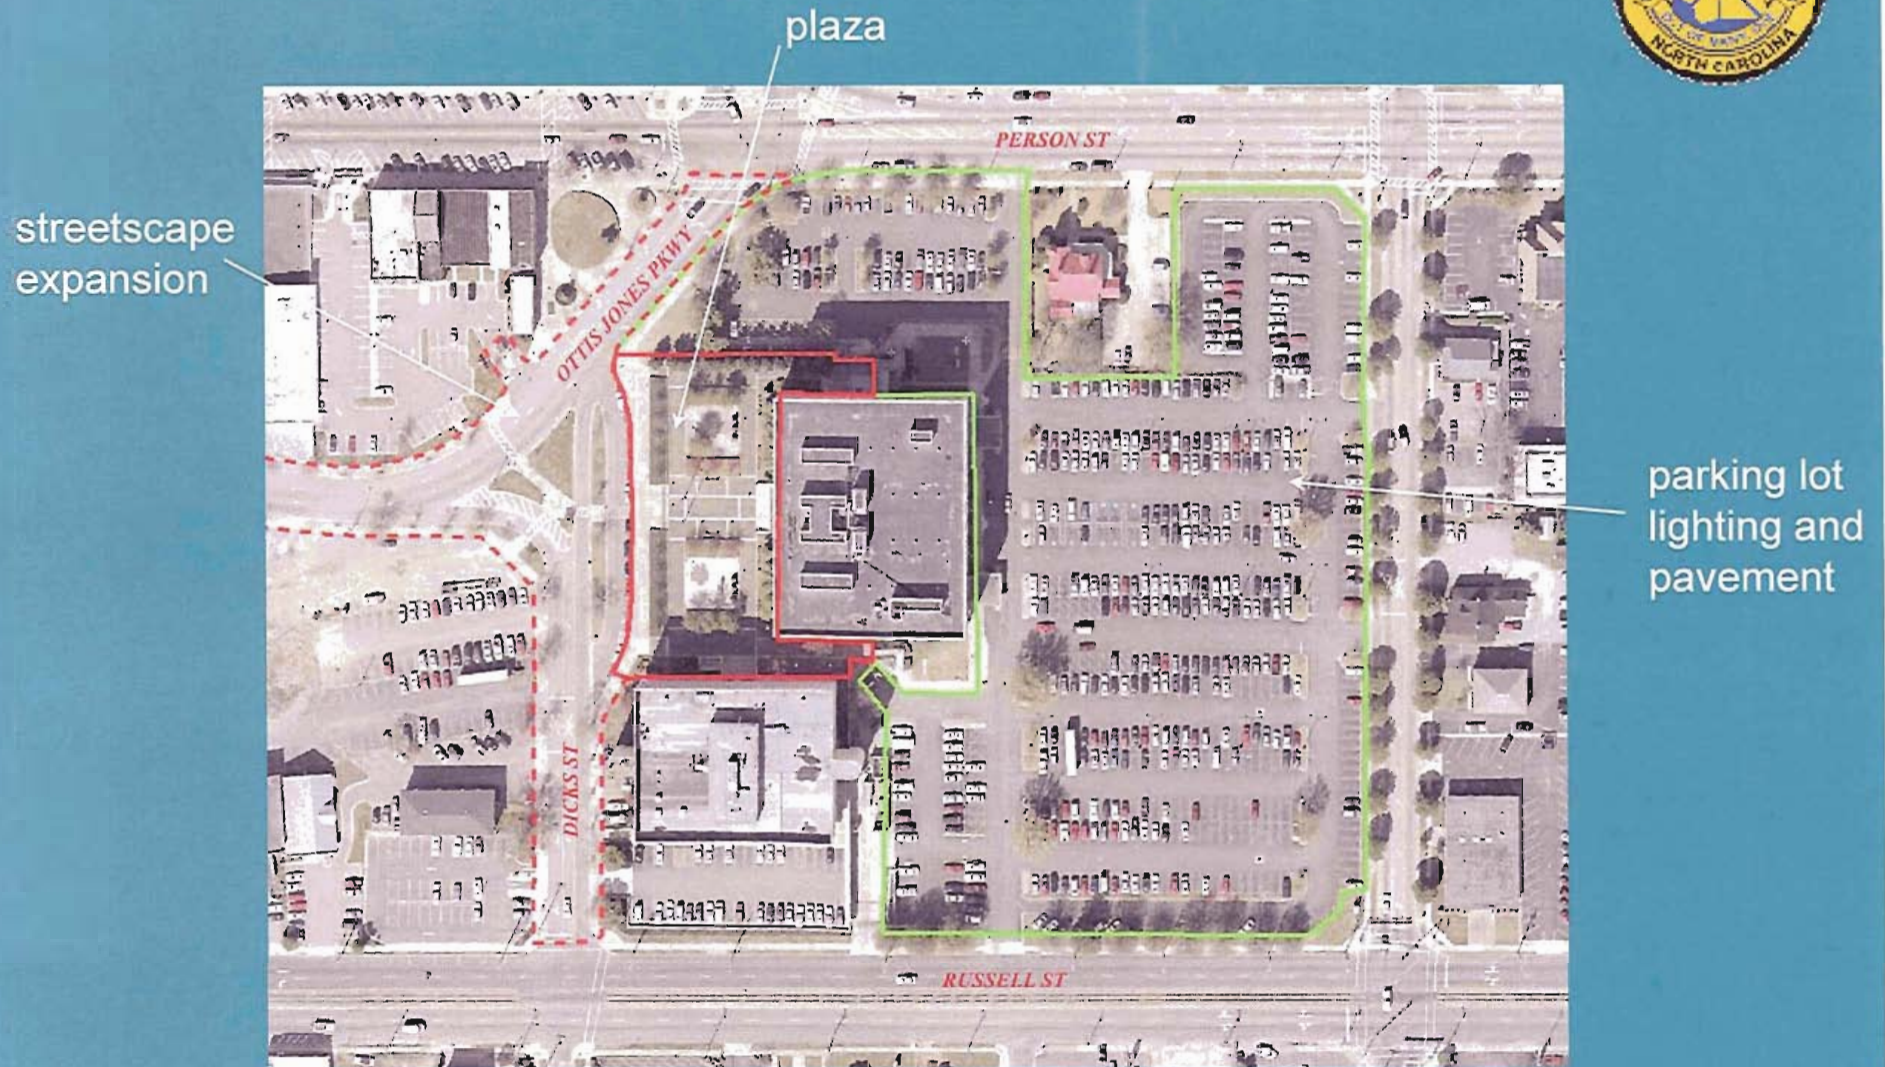 plaza
NORTH CAROLINA
PERSON ST
streetscape
expansion
OTTIS JONES PKWY
parking lot
lighting and
pavement
DICKS ST
RUSSELL ST